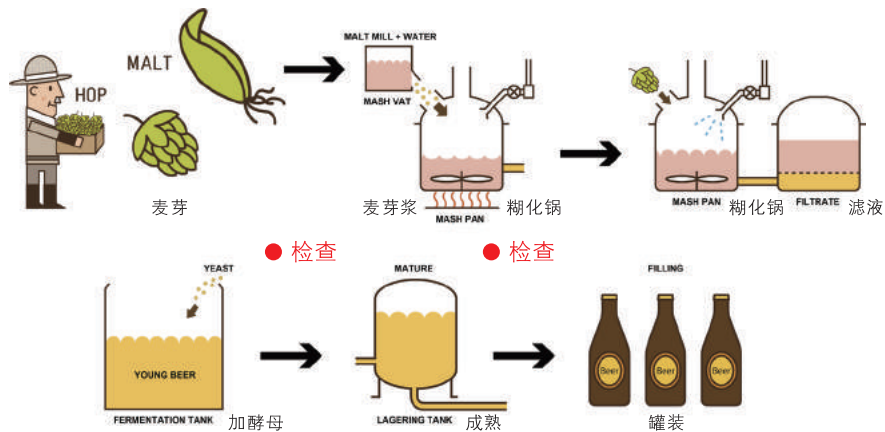 MALT
HOP
麦芽
MALT MILL + WATER
MASH VAT
麦芽浆
糊化锅
MASH PAN
MASH PAN
糊化锅
FILTRATE
滤液
检查
检查
YEAST
YOUNG BEER
FERMENTATION TANK
加酵母
MATURE
LAGERING TANK
成熟
FILLING
Beer
Beer
Beer
罐装